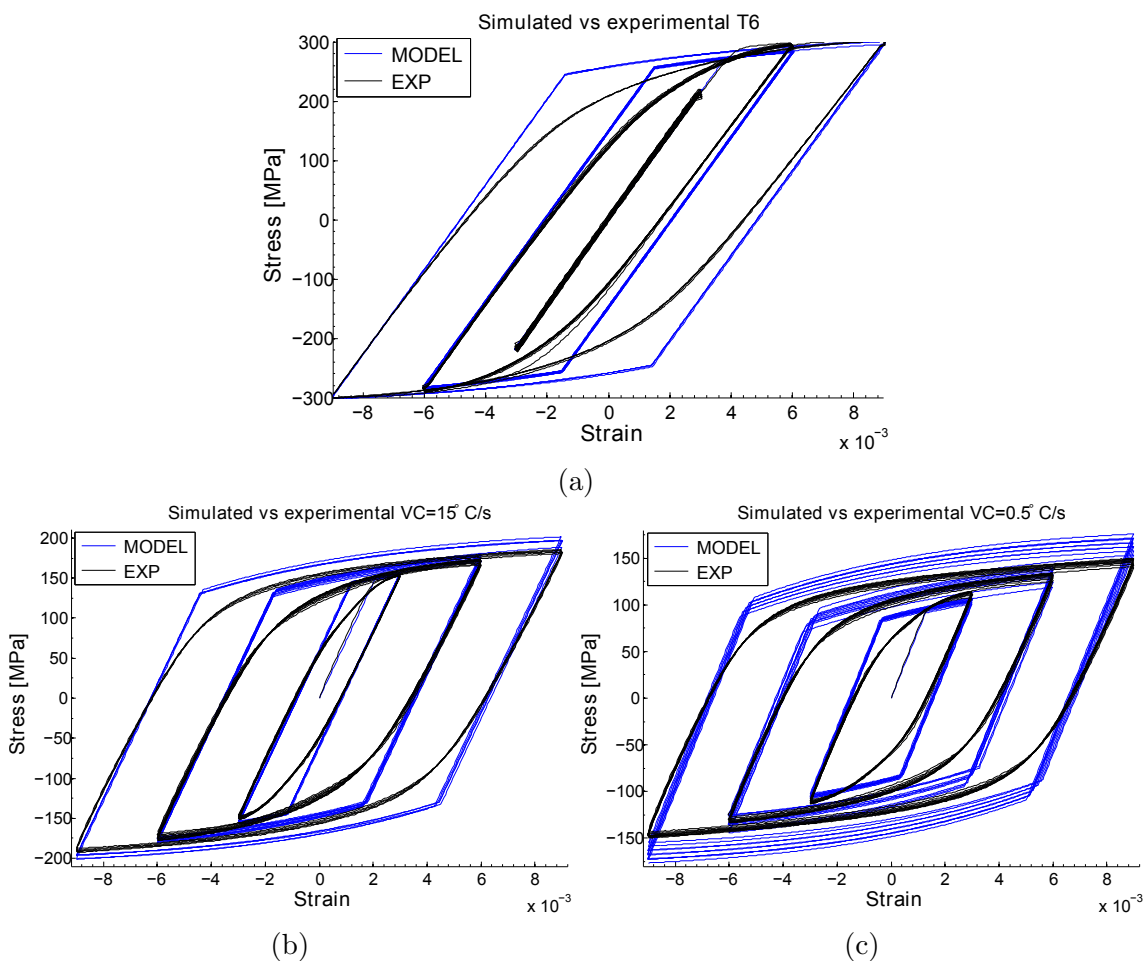 Simulated vs experimental T6
MODEL
EXP
Stress [MPa]
300
200
100
0
−100
−200
−300
−8 −6 −4 −2 0 2 4 6 8
Strain
x 10⁻³
(a)
Simulated vs experimental VC=15° C/s
MODEL
EXP
Stress [MPa]
200
150
100
50
0
−50
−100
−150
−200
−8 −6 −4 −2 0 2 4 6 8
Strain
x 10⁻³
(b)
Simulated vs experimental VC=0.5° C/s
MODEL
EXP
Stress [MPa]
150
100
50
0
−50
−100
−150
−8 −6 −4 −2 0 2 4 6 8
Strain
x 10⁻³
(c)